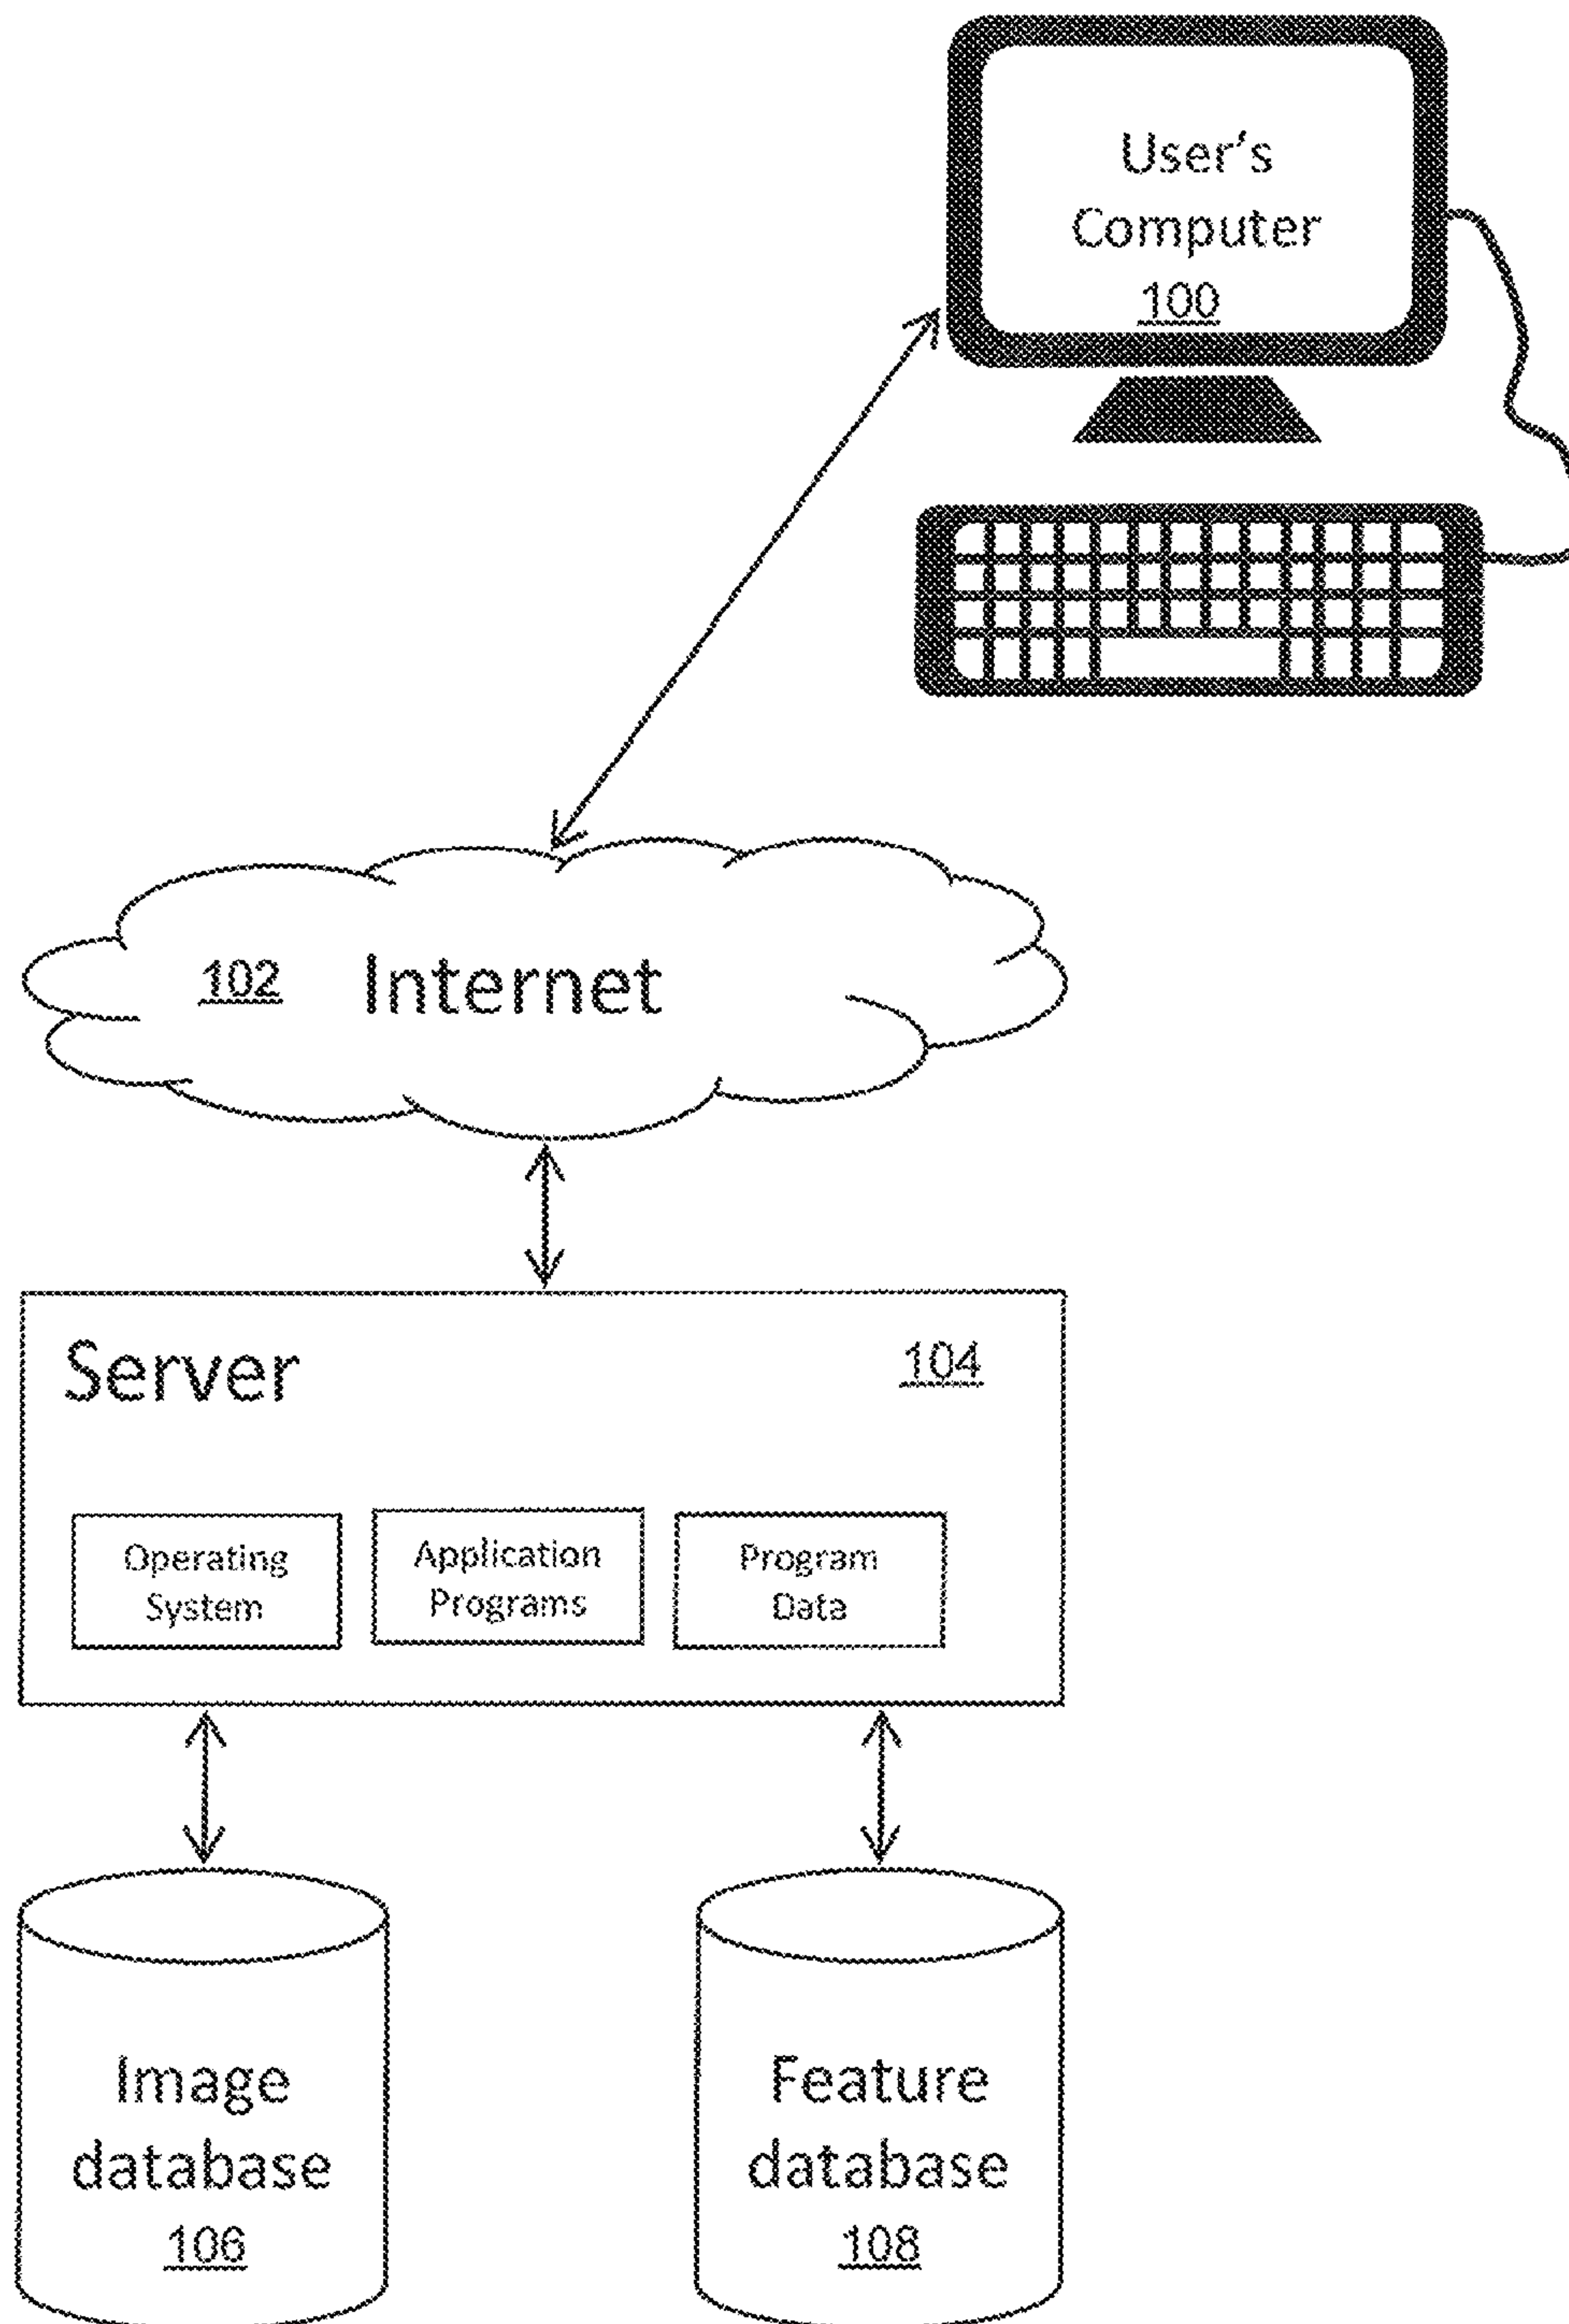 User's
Computer
100
102 Internet
Server 104
Operating
System
Application
Programs
Program
Data
Image
database
106
Feature
database
108